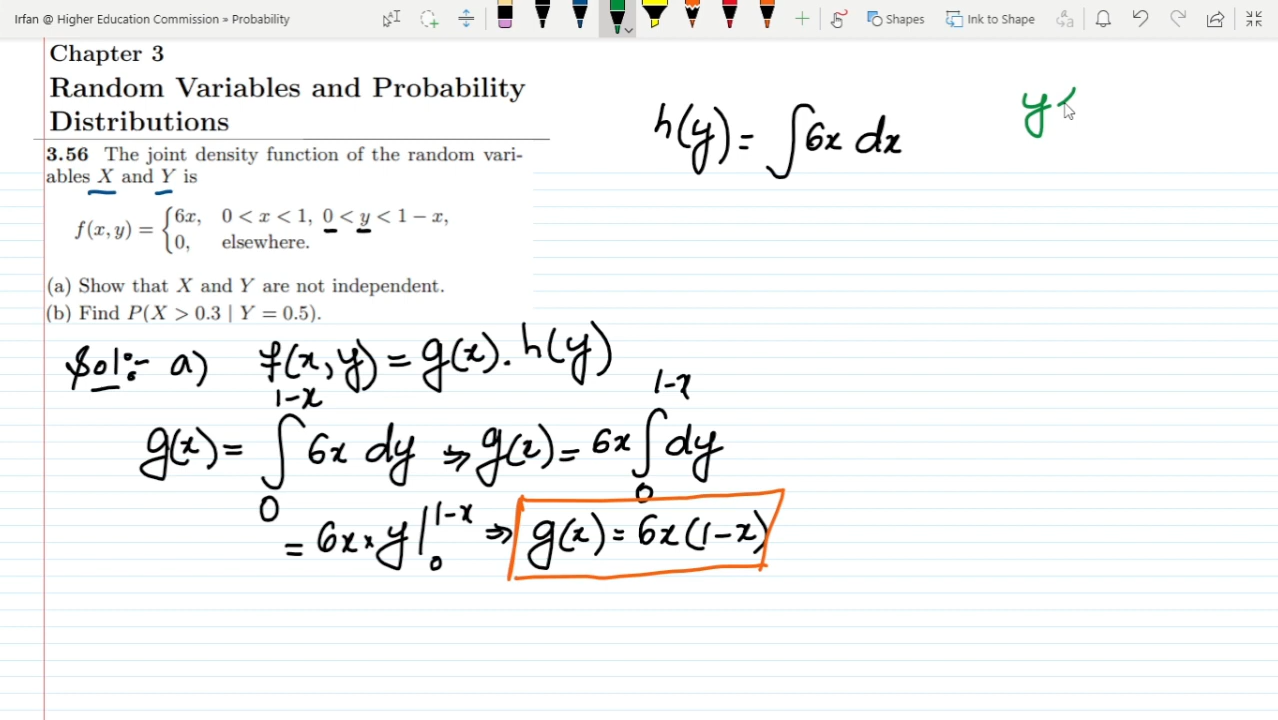 Irfan @ Higher Education Commission » Probability
Shapes
Ink to Shape
Chapter 3
Random Variables and Probability
Distributions
3.56 The joint density function of the random vari-
ables X and Y is
f(x, y) = {6x, 0 < x < 1, 0 < y < 1 − x,
0, elsewhere.
(a) Show that X and Y are not independent.
(b) Find P(X > 0.3 | Y = 0.5).
h(y) = ∫6x dx
y<
Sol:- a) f(x,y) = g(x). h(y)
g(x) = ∫₀^(1-x) 6x dy ⇒ g(x) = 6x ∫₀^(1-x) dy
= 6x × y|₀^(1-x) ⇒ g(x) = 6x(1-x)